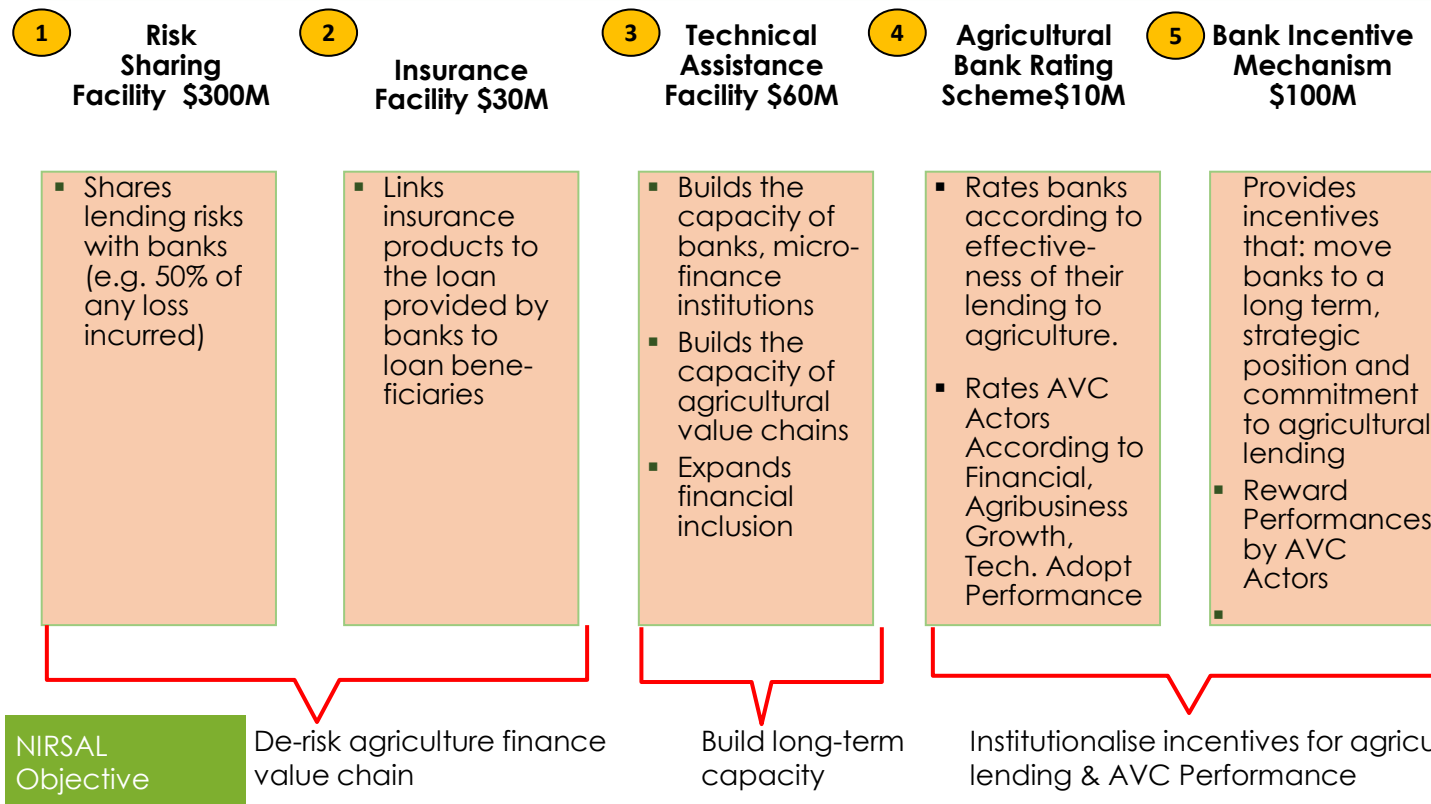 1
Risk
Sharing
Facility $300M
2
Insurance
Facility $30M
3
Technical
Assistance
Facility $60M
4
Agricultural
Bank Rating
Scheme$10M
5
Bank Incentive
Mechanism
$100M
▪ Shares
lending risks
with banks
(e.g. 50% of
any loss
incurred)
▪ Links
insurance
products to
the loan
provided by
banks to
loan bene-
ficiaries
▪ Builds the
capacity of
banks, micro-
finance
institutions
▪ Builds the
capacity of
agricultural
value chains
▪ Expands
financial
inclusion
▪ Rates banks
according to
effective-
ness of their
lending to
agriculture.
▪ Rates AVC
Actors
According to
Financial,
Agribusiness
Growth,
Tech. Adopt
Performance
Provides
incentives
that: move
banks to a
long term,
strategic
position and
commitment
to agricultural
lending
▪ Reward
Performances
by AVC
Actors
▪
NIRSAL
Objective
De-risk agriculture finance
value chain
Build long-term
capacity
Institutionalise incentives for agricu
lending & AVC Performance